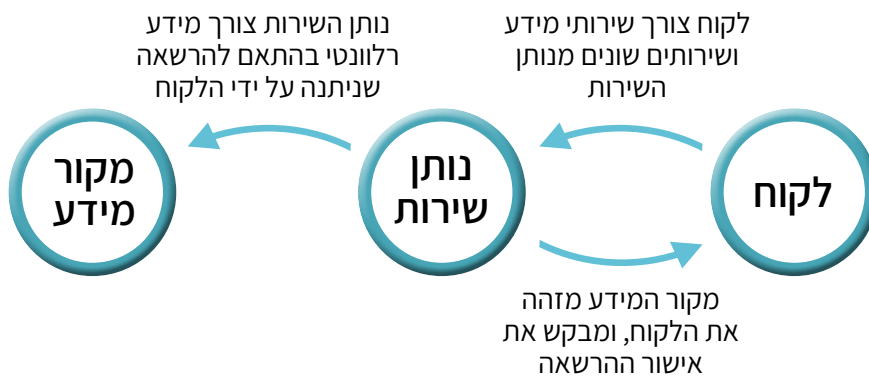 לקוח צורך שירותי מידע
ושירותים שונים מנותן
השירות
נותן השירות צורך מידע
רלוונטי בהתאם להרשאה
שניתנה על ידי הלקוח
לקוח
נותן
שירות
מקור
מידע
מקור המידע מזהה
את הלקוח, ומבקש את
אישור ההרשאה